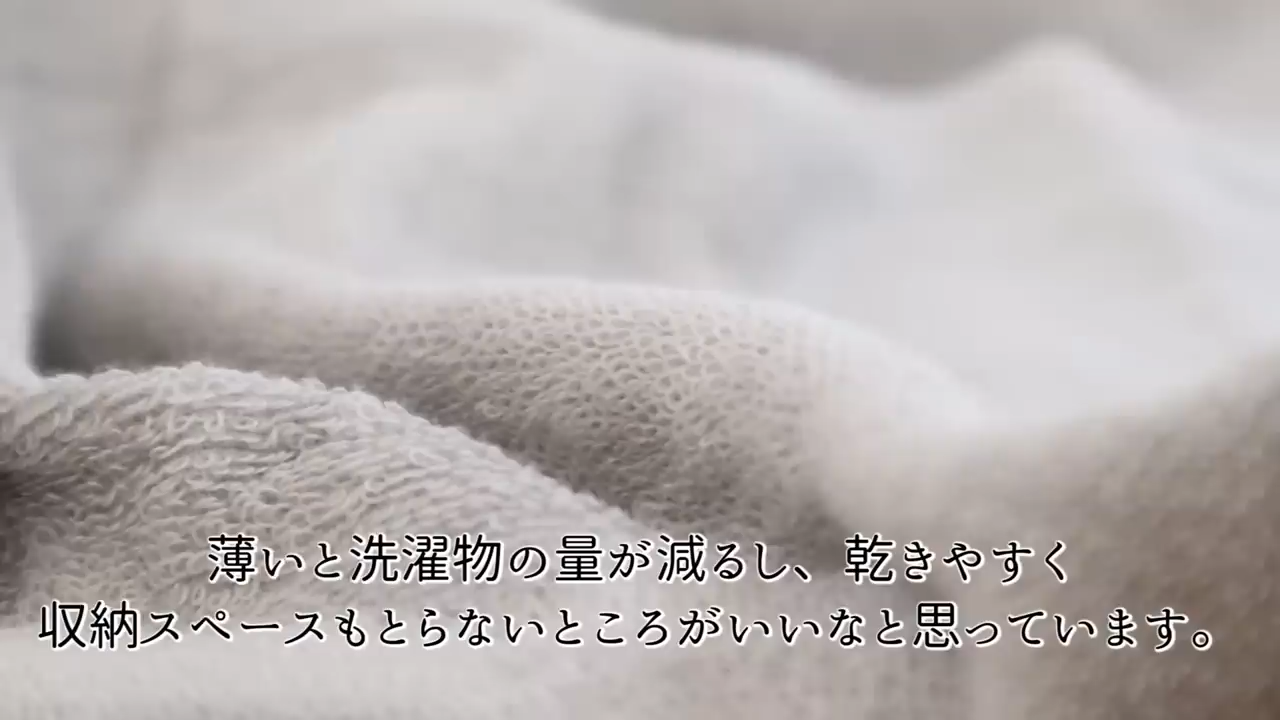 薄いと洗濯物の量が減るし、乾きやすく
収納スペースもとらないところがいいなと思っています。